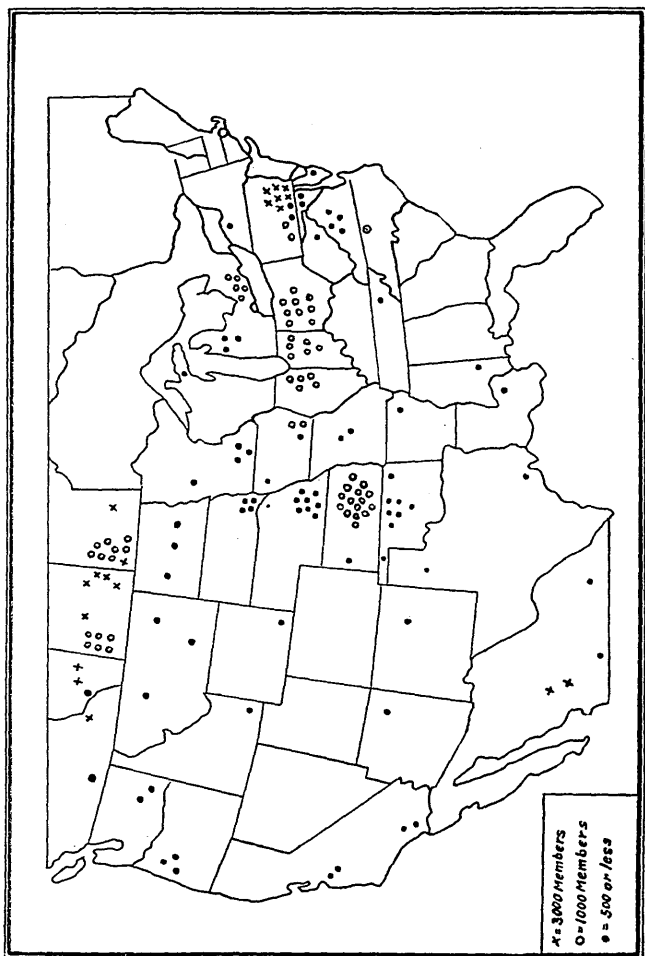 x = 3000 Members
O = 1000 Members
• = 500 or less